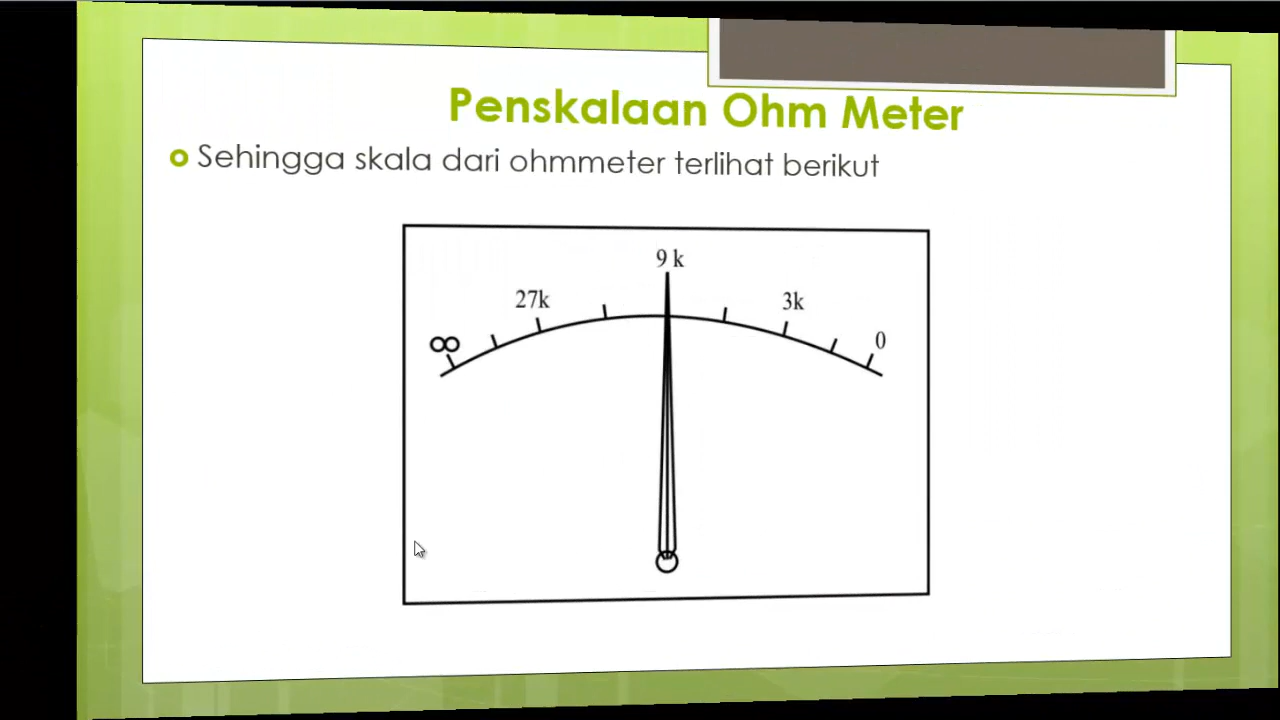 Penskalaan Ohm Meter
Sehingga skala dari ohmmeter terlihat berikut
9 k
27k
3k
∞
0